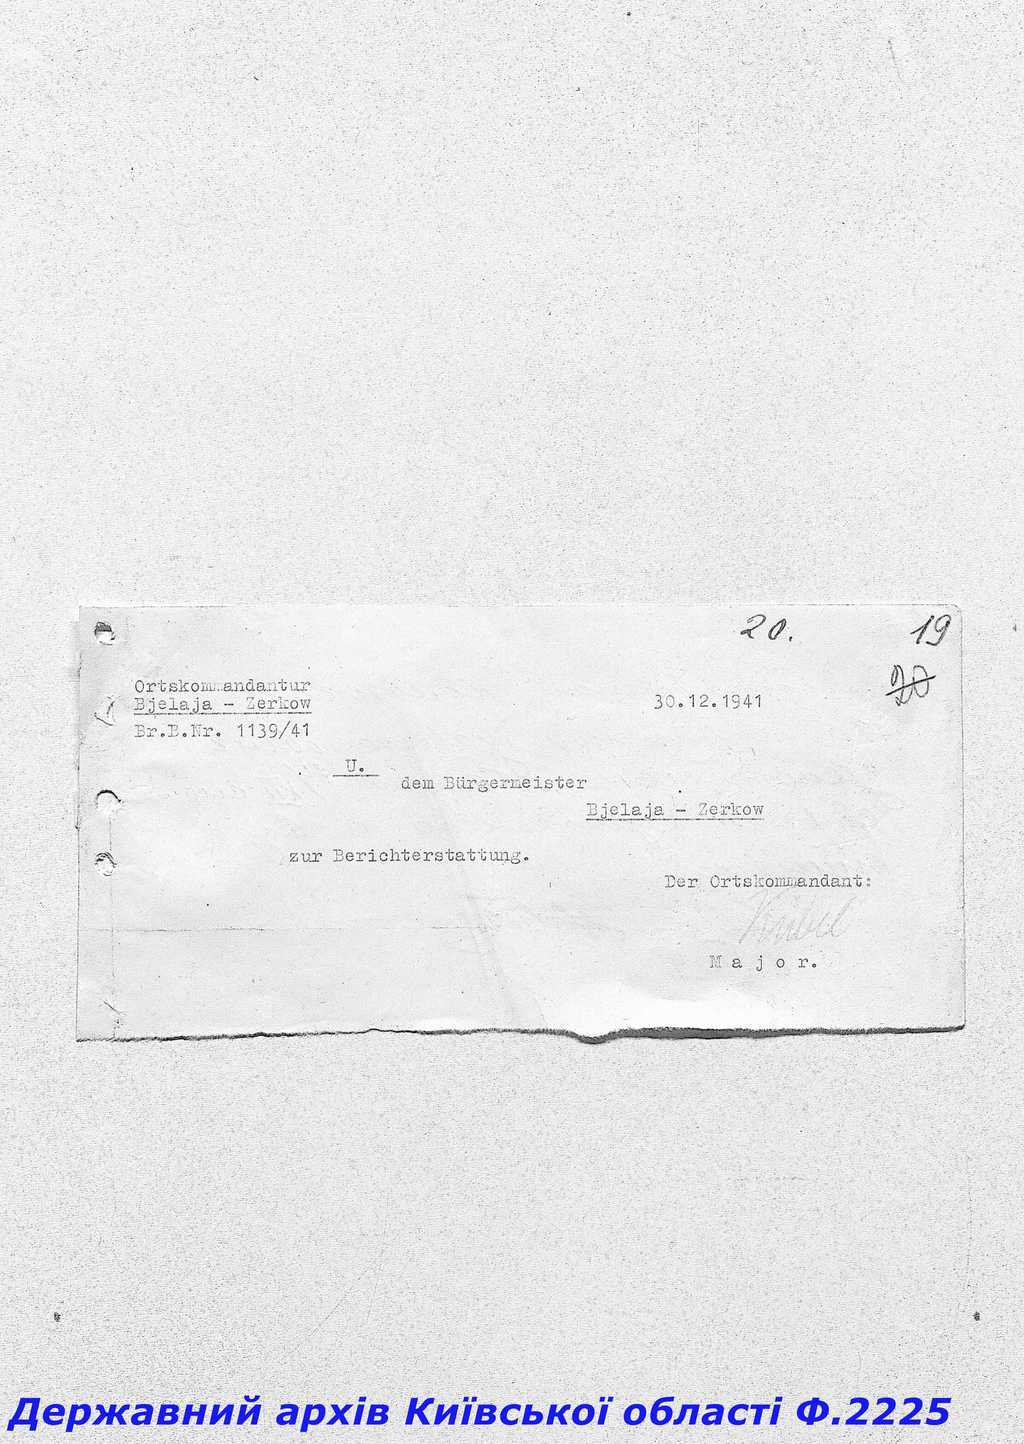 20. 19
20
Ortskommandantur
Bjelaja - Zerkow 30.12.1941
Br.B.Nr. 1139/41
U.
dem Bürgermeister
Bjelaja - Zerkow
zur Berichterstattung.
Der Ortskommandant:
Major.
Державний архів Київської області Ф.2225